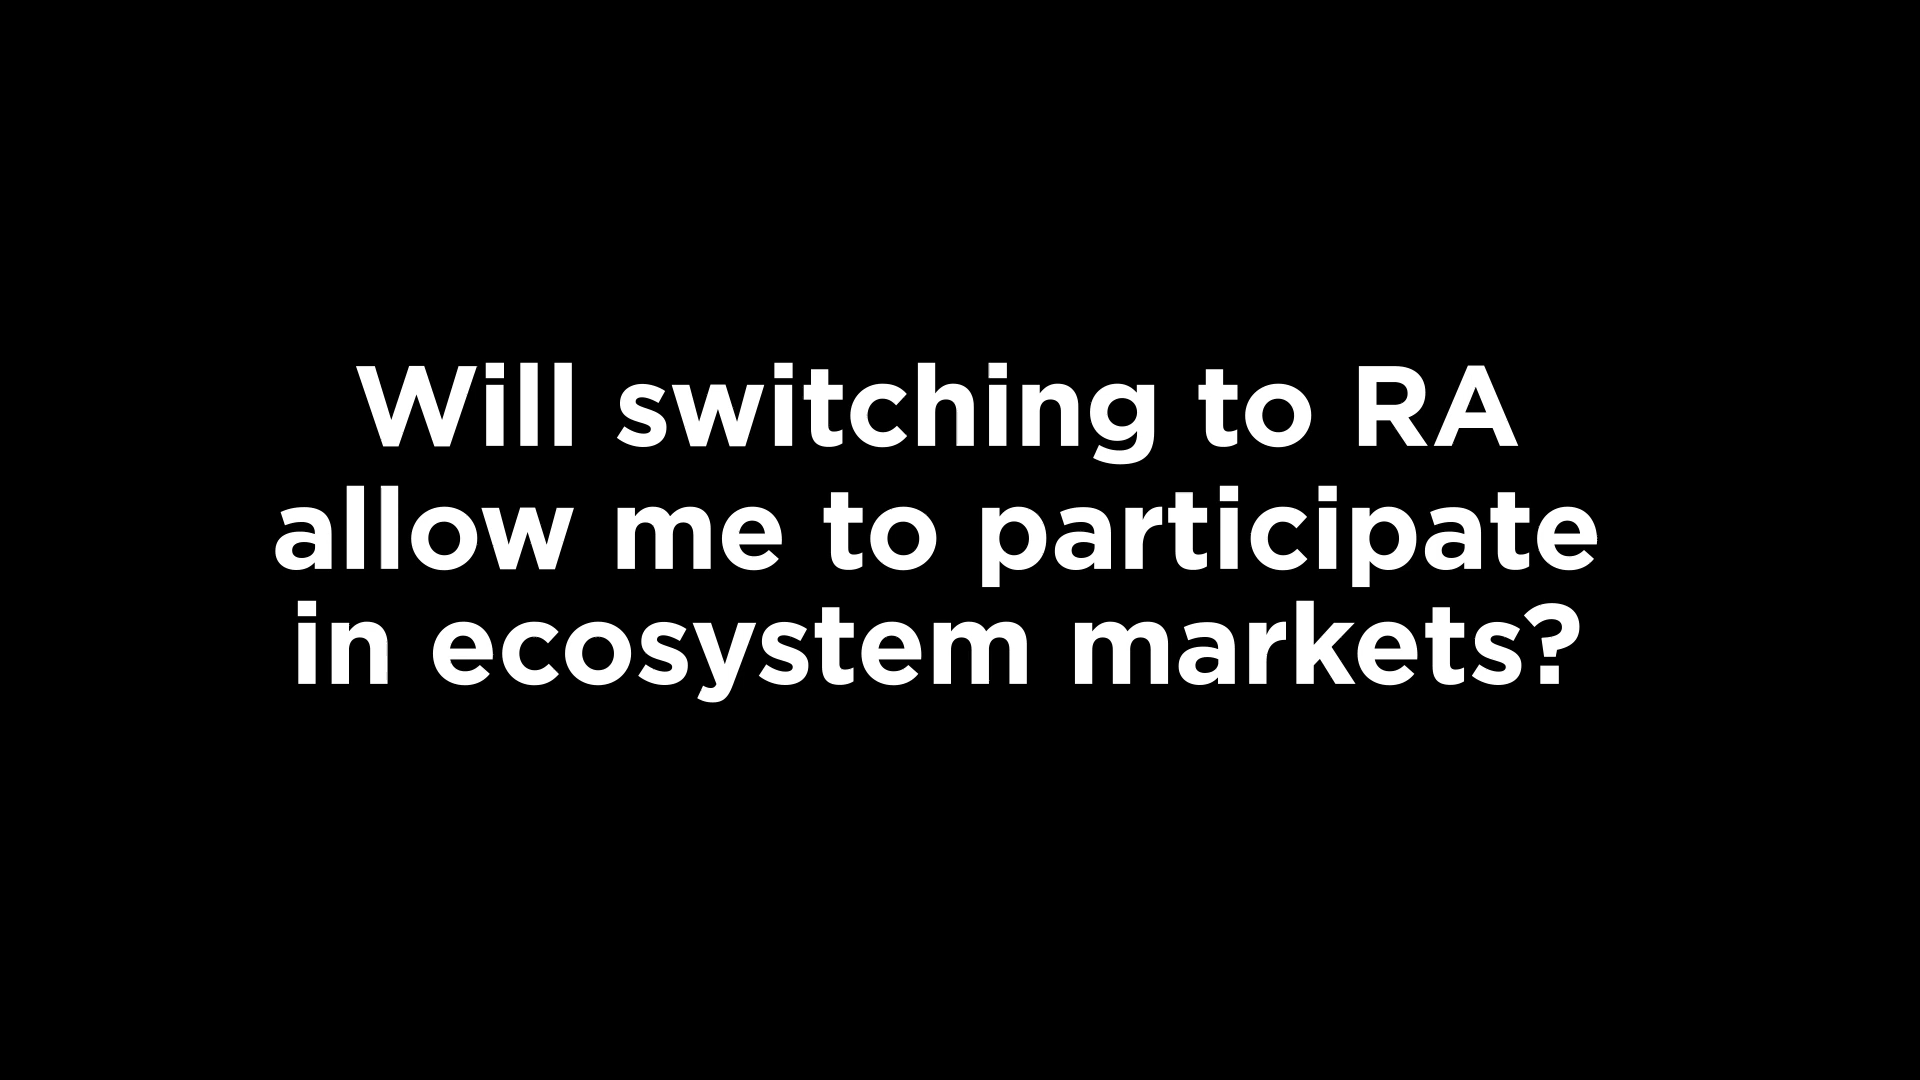 Will switching to RA
allow me to participate
in ecosystem markets?